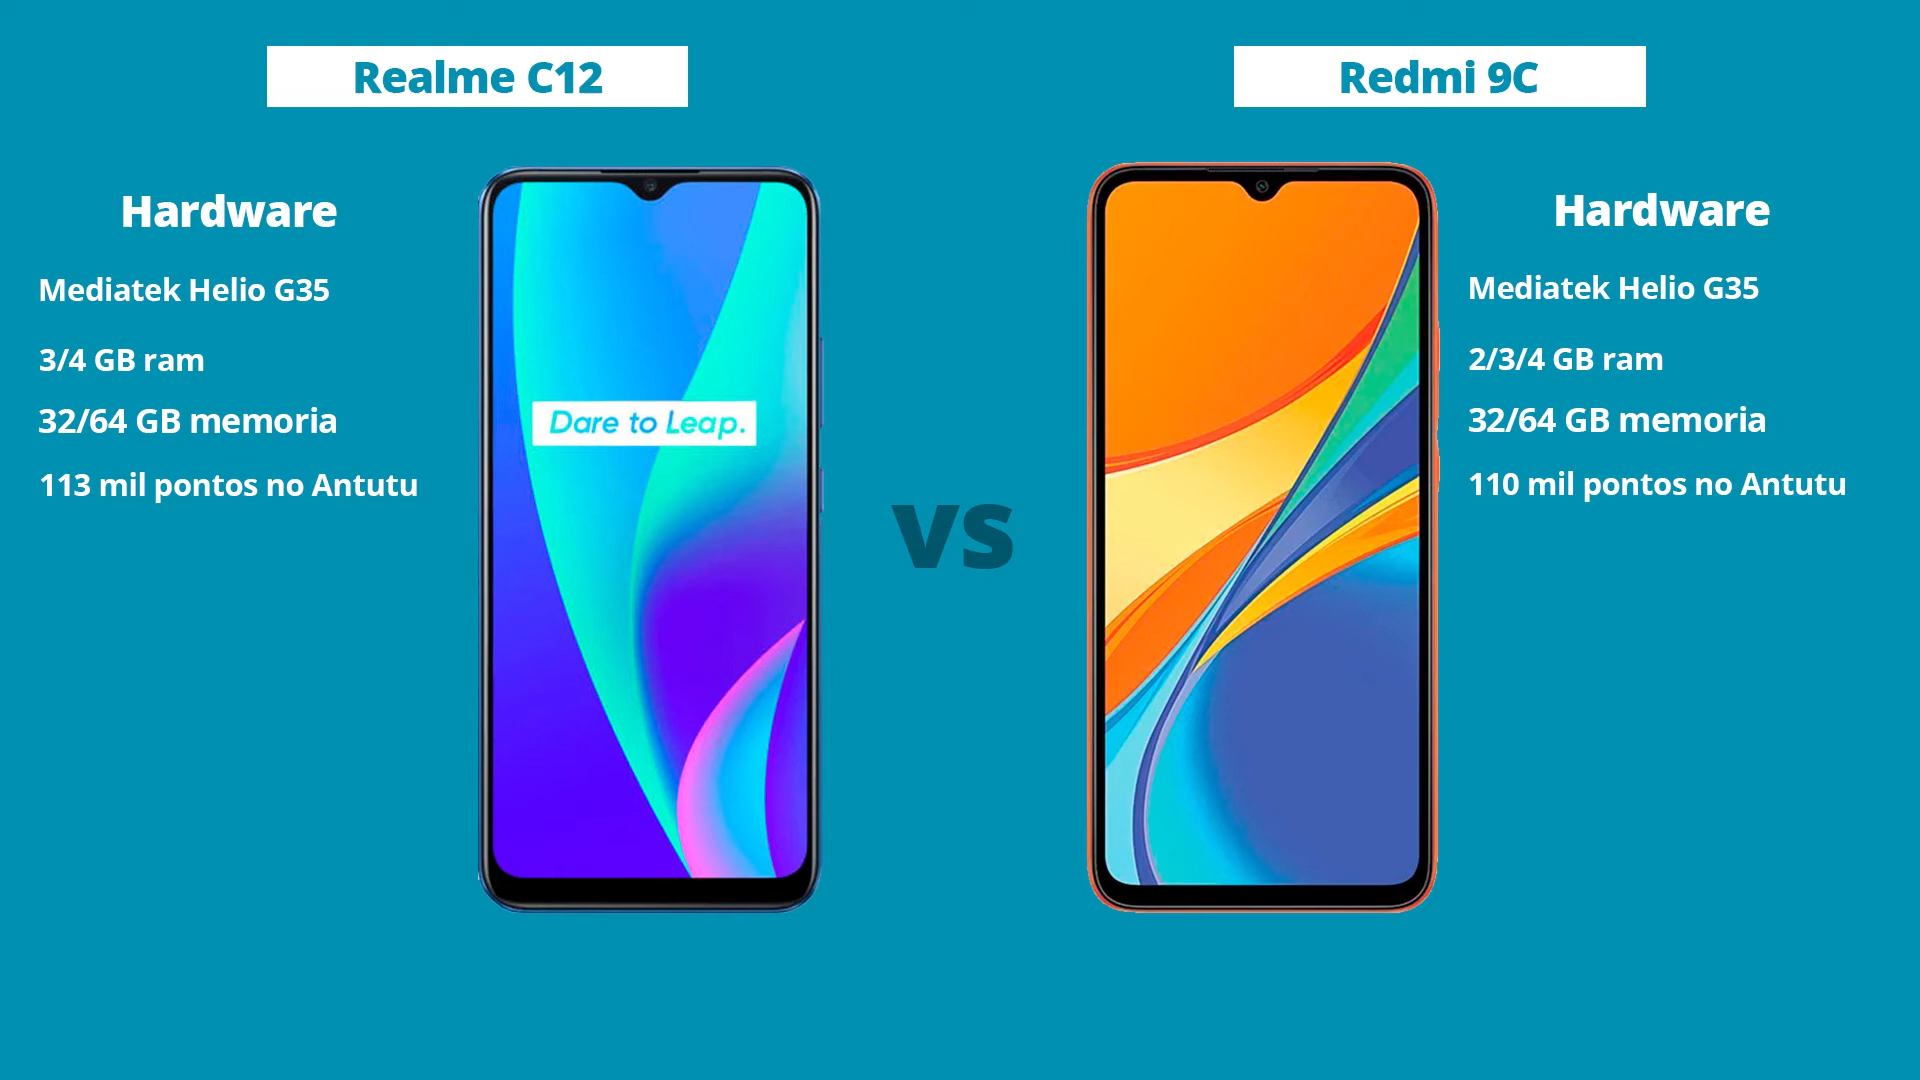 Realme C12
Hardware
Mediatek Helio G35
3/4 GB ram
32/64 GB memoria
113 mil pontos no Antutu
Dare to Leap.
VS
Redmi 9C
Hardware
Mediatek Helio G35
2/3/4 GB ram
32/64 GB memoria
110 mil pontos no Antutu